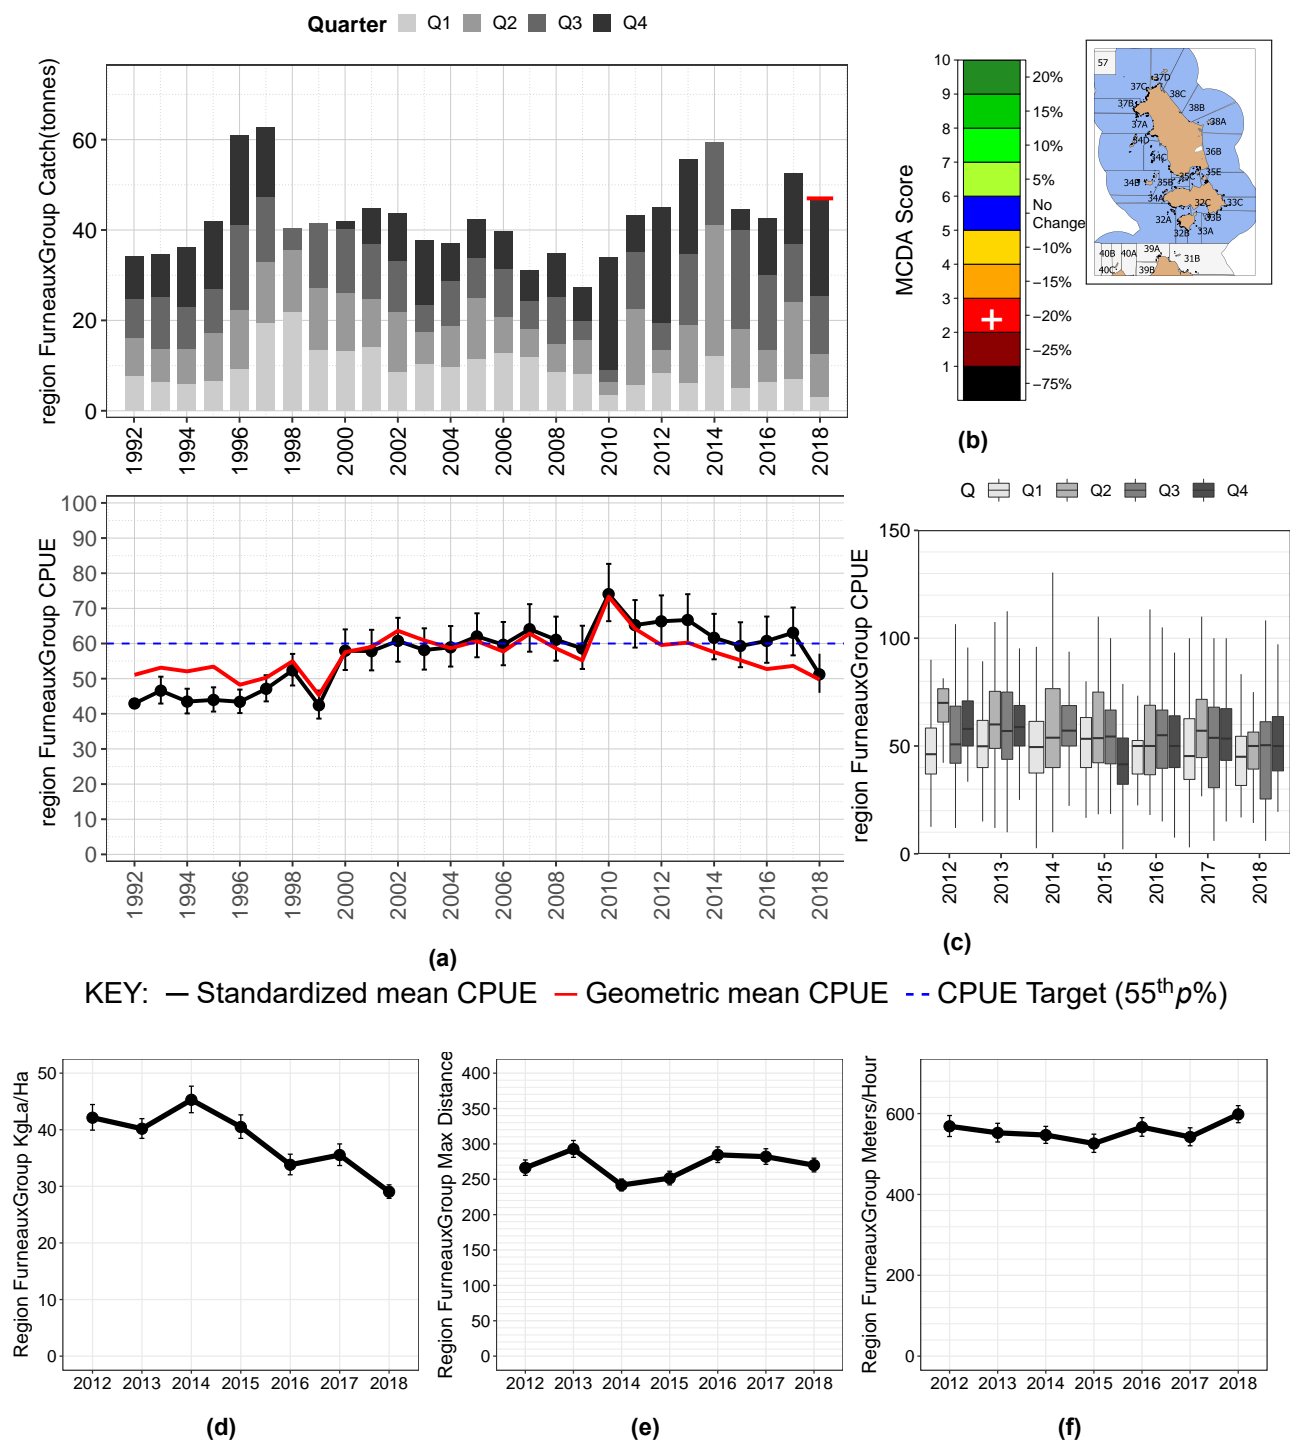 Quarter Q1 Q2 Q3 Q4
region FurneauxGroup Catch(tonnes)
60
40
20
0
1992 1994 1996 1998 2000 2002 2004 2006 2008 2010 2012 2014 2016 2018
region FurneauxGroup CPUE
100
90
80
70
60
50
40
30
20
10
0
1992 1994 1996 1998 2000 2002 2004 2006 2008 2010 2012 2014 2016 2018
(a)
MCDA Score
10
9
8
7
6
5
4
3
2
1
20%
15%
10%
5%
No
Change
−10%
−15%
−20%
−25%
−75%
57
37D
37C
38C
37B
38B
37A
38A
34D
36B
34C
35E
35C
34B
35B
34A
32C
33C
32A
33B
32B
33A
39A
40B
40A
31B
40C
39B
(b)
Q Q1 Q2 Q3 Q4
region FurneauxGroup CPUE
150
100
50
0
2012 2013 2014 2015 2016 2017 2018
(c)
KEY: Standardized mean CPUE Geometric mean CPUE CPUE Target (55th p%)
Region FurneauxGroup KgLa/Ha
50
40
30
20
10
0
2012 2013 2014 2015 2016 2017 2018
(d)
Region FurneauxGroup Max Distance
400
350
300
250
200
150
100
50
0
2012 2013 2014 2015 2016 2017 2018
(e)
Region FurneauxGroup Meters/Hour
600
400
200
0
2012 2013 2014 2015 2016 2017 2018
(f)